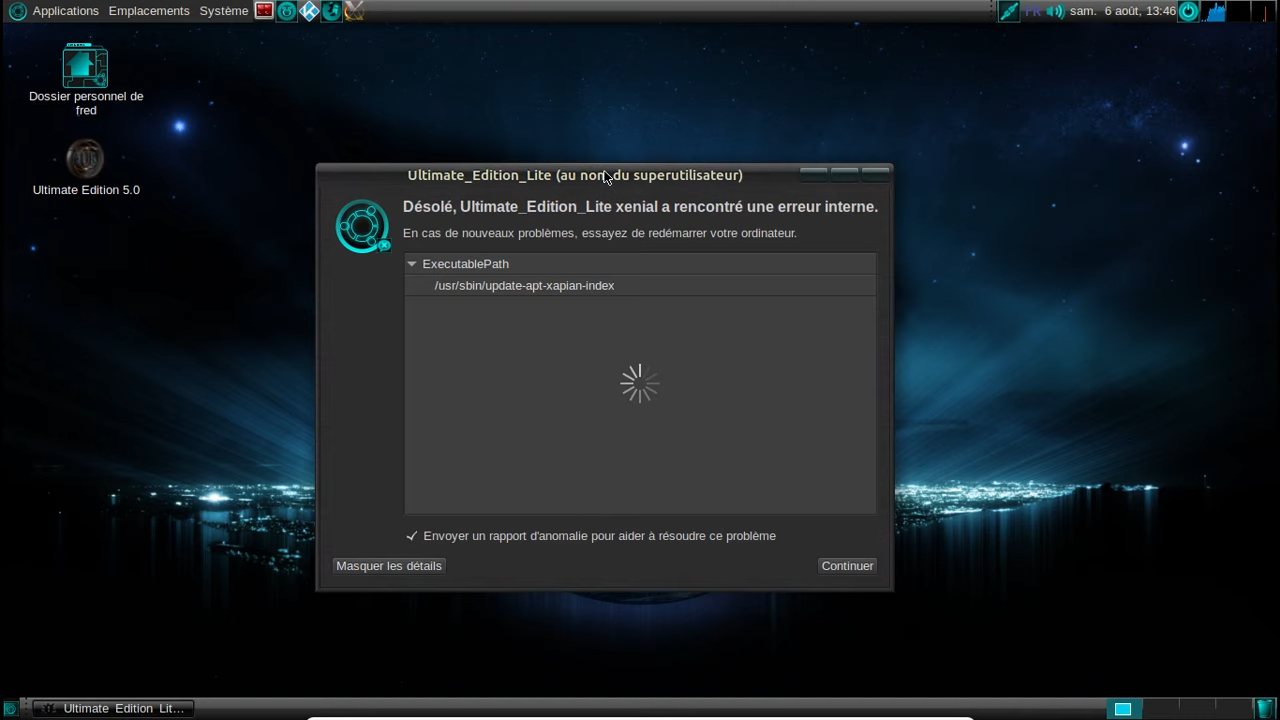 Applications Emplacements Système
FR sam. 6 août, 13:46
Dossier personnel de
fred
Ultimate Edition 5.0
Ultimate_Edition_Lite (au nom du superutilisateur)
Désolé, Ultimate_Edition_Lite xenial a rencontré une erreur interne.
En cas de nouveaux problèmes, essayez de redémarrer votre ordinateur.
ExecutablePath
/usr/sbin/update-apt-xapian-index
Envoyer un rapport d'anomalie pour aider à résoudre ce problème
Masquer les détails
Continuer
Ultimate_Edition_Lit...